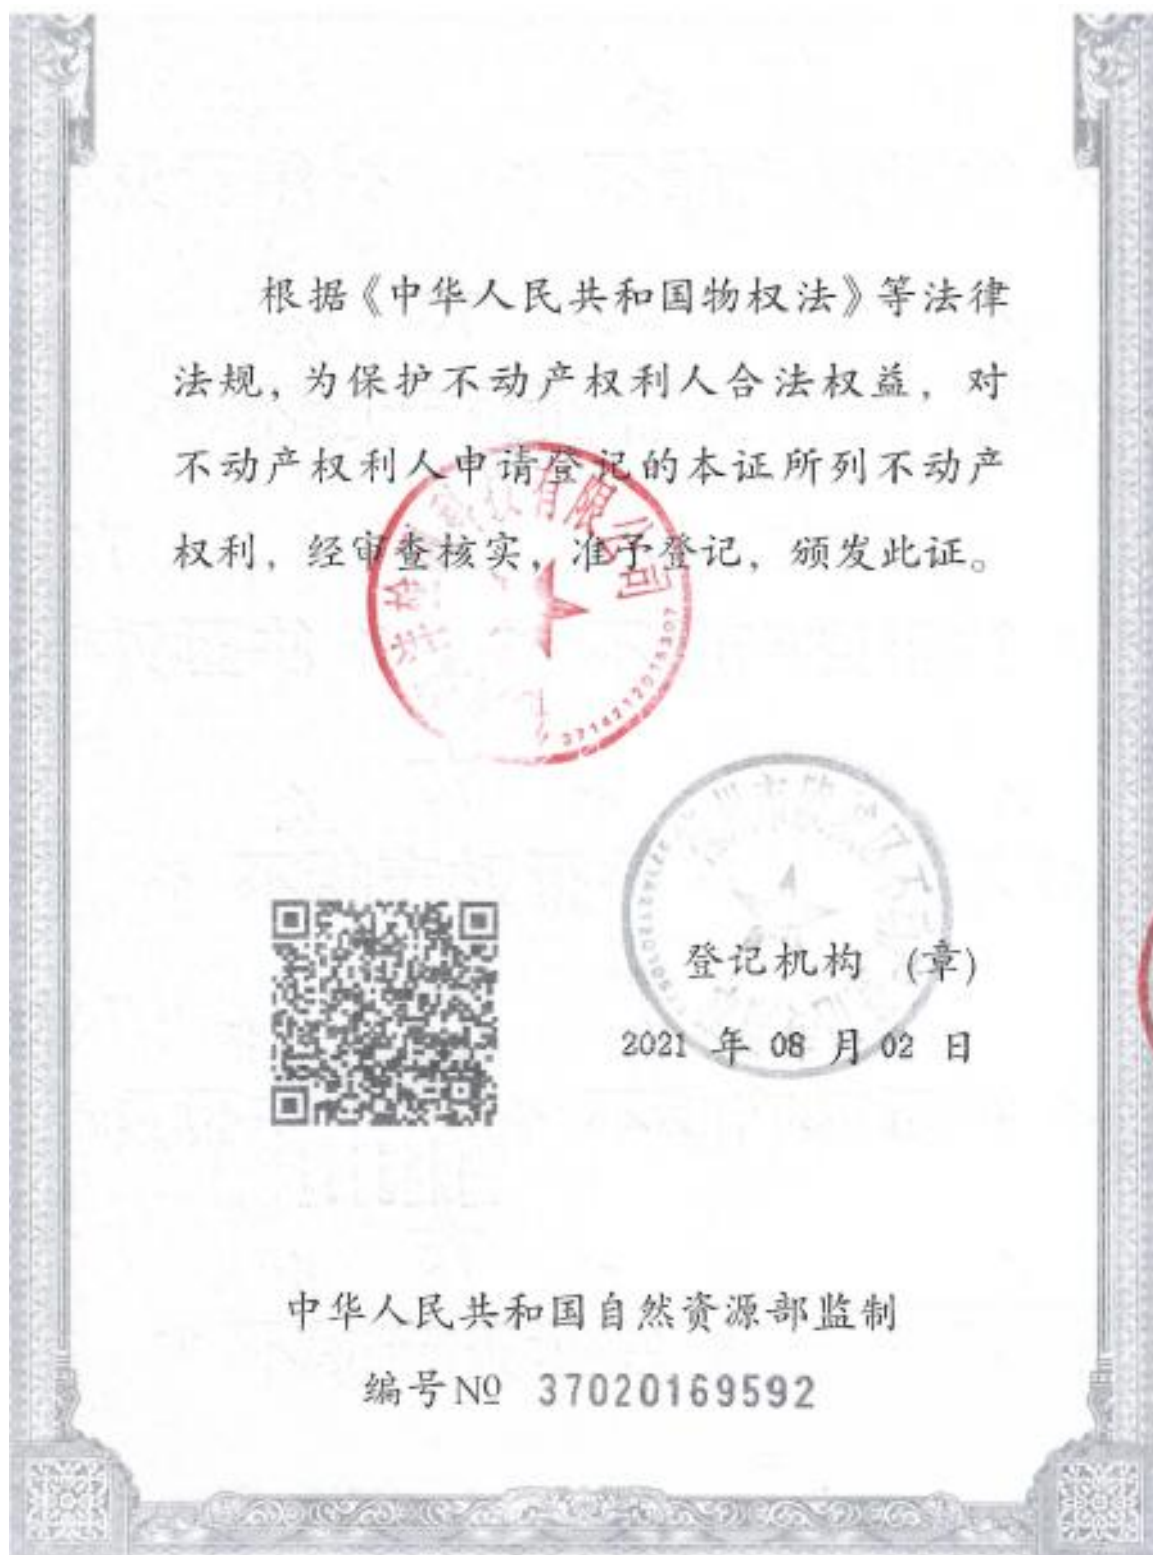 根据《中华人民共和国物权法》等法律
法规，为保护不动产权利人合法权益，对
不动产权利人申请登记的本证所列不动产
权利，经审查核实，准予登记，颁发此证。
有限公司
登记机构 (章)
2021 年 08 月 02 日
中华人民共和国自然资源部监制
编号№ 37020169592